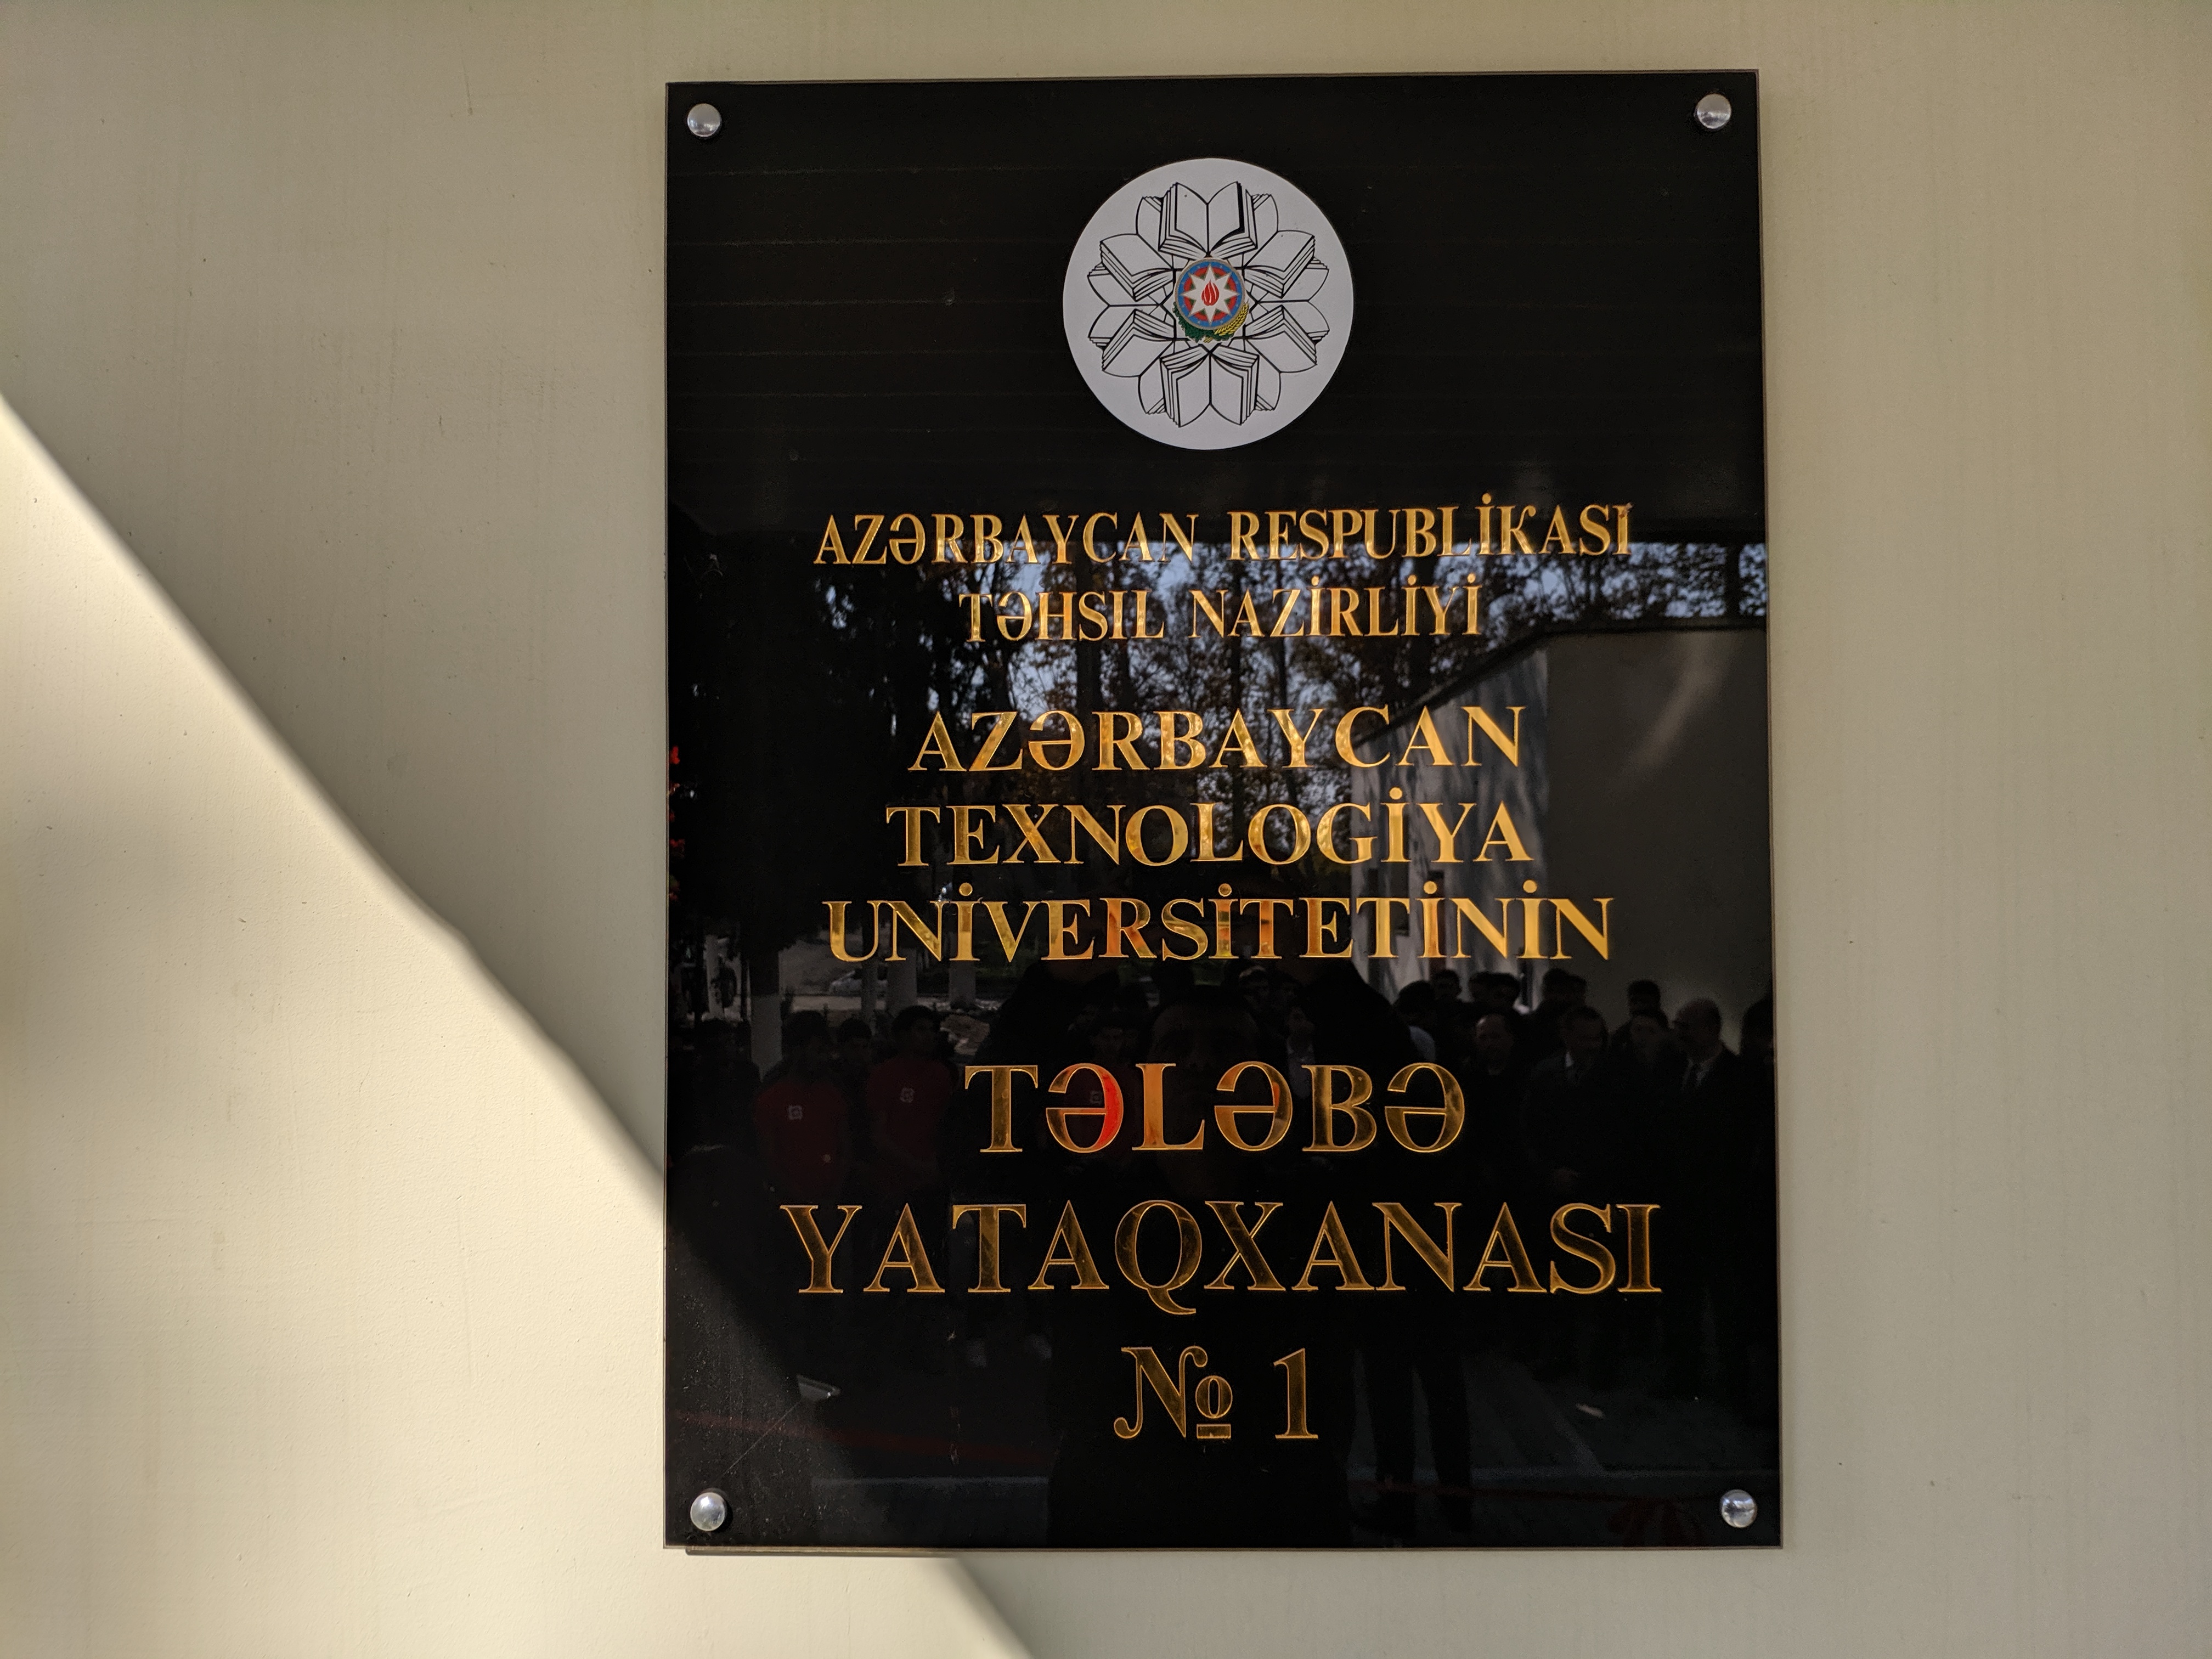 AZƏRBAYCAN RESPUBLİKASI
TƏHSIL NAZİRLİYİ
AZƏRBAYCAN
TEXNOLOGİYA
UNİVERSİTETİNİN
TƏLƏBƏ
YATAQXANASI
№ 1